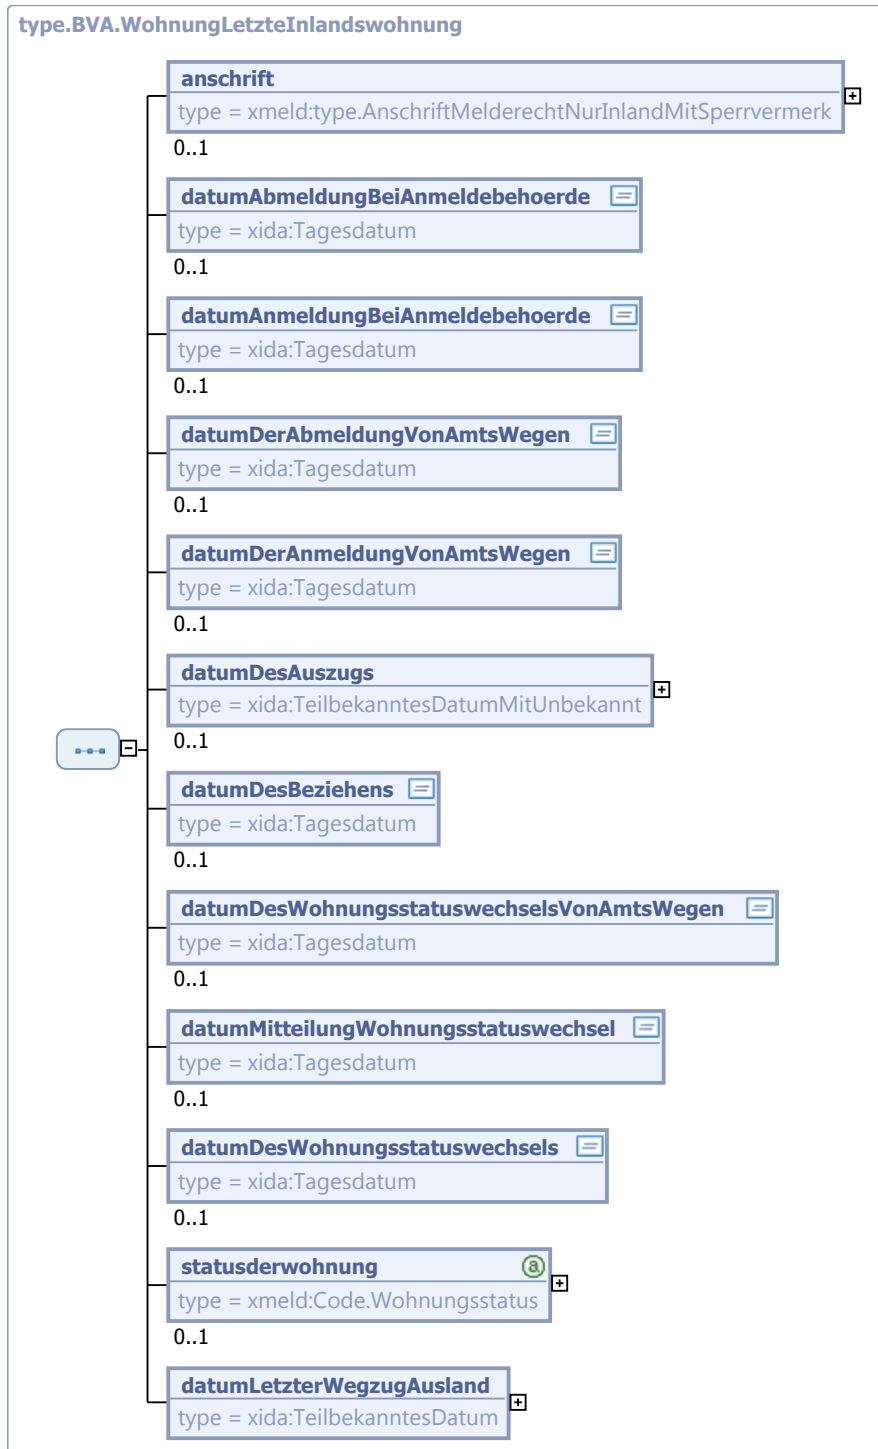 type.BVA.WohnungLetzteInlandswohnung
anschrift
type = xmeld:type.AnschriftMelderechtNurInlandMitSperrvermerk
0..1
datumAbmeldungBeiAnmeldebehoerde
type = xida:Tagesdatum
0..1
datumAnmeldungBeiAnmeldebehoerde
type = xida:Tagesdatum
0..1
datumDerAbmeldungVonAmtsWegen
type = xida:Tagesdatum
0..1
datumDerAnmeldungVonAmtsWegen
type = xida:Tagesdatum
0..1
datumDesAuszugs
type = xida:TeilbekanntesDatumMitUnbekannt
0..1
datumDesBeziehens
type = xida:Tagesdatum
0..1
datumDesWohnungsstatuswechselsVonAmtsWegen
type = xida:Tagesdatum
0..1
datumMitteilungWohnungsstatuswechsel
type = xida:Tagesdatum
0..1
datumDesWohnungsstatuswechsels
type = xida:Tagesdatum
0..1
statusderwohnung
type = xmeld:Code.Wohnungsstatus
0..1
datumLetzterWegzugAusland
type = xida:TeilbekanntesDatum